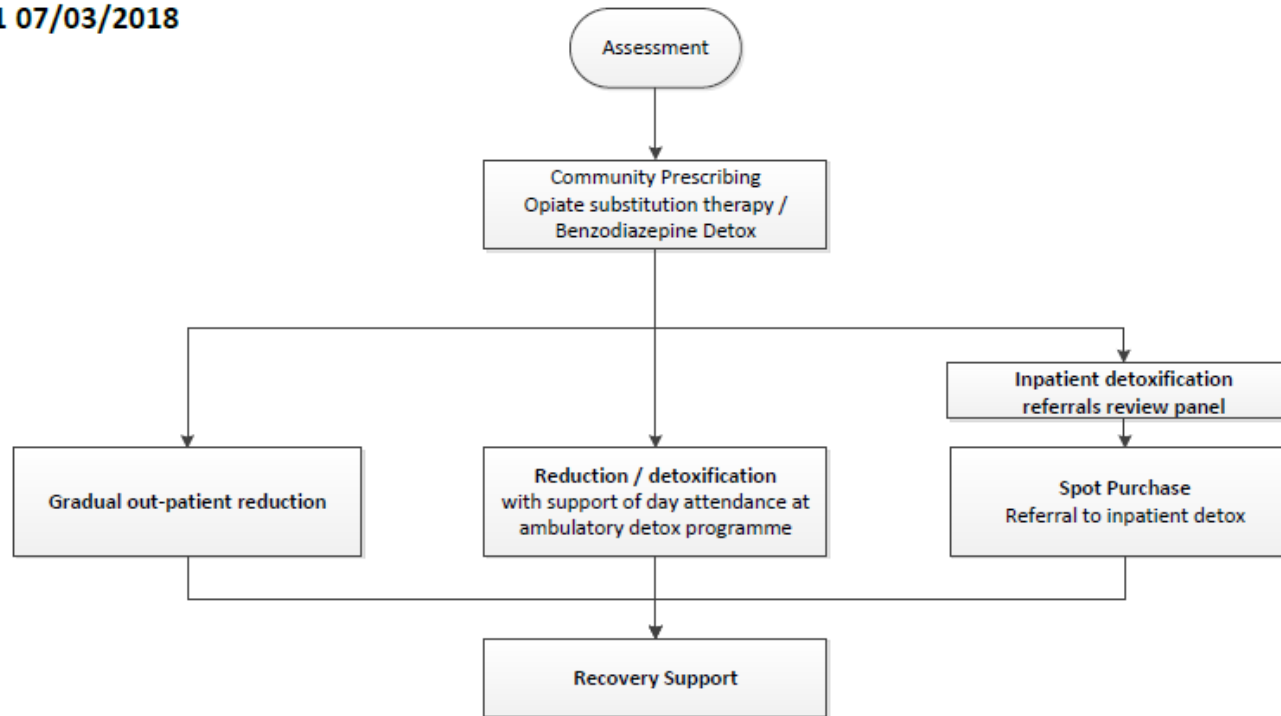 1 07/03/2018
Assessment
Community Prescribing
Opiate substitution therapy /
Benzodiazepine Detox
Inpatient detoxification
referrals review panel
Gradual out-patient reduction
Reduction / detoxification
with support of day attendance at
ambulatory detox programme
Spot Purchase
Referral to inpatient detox
Recovery Support